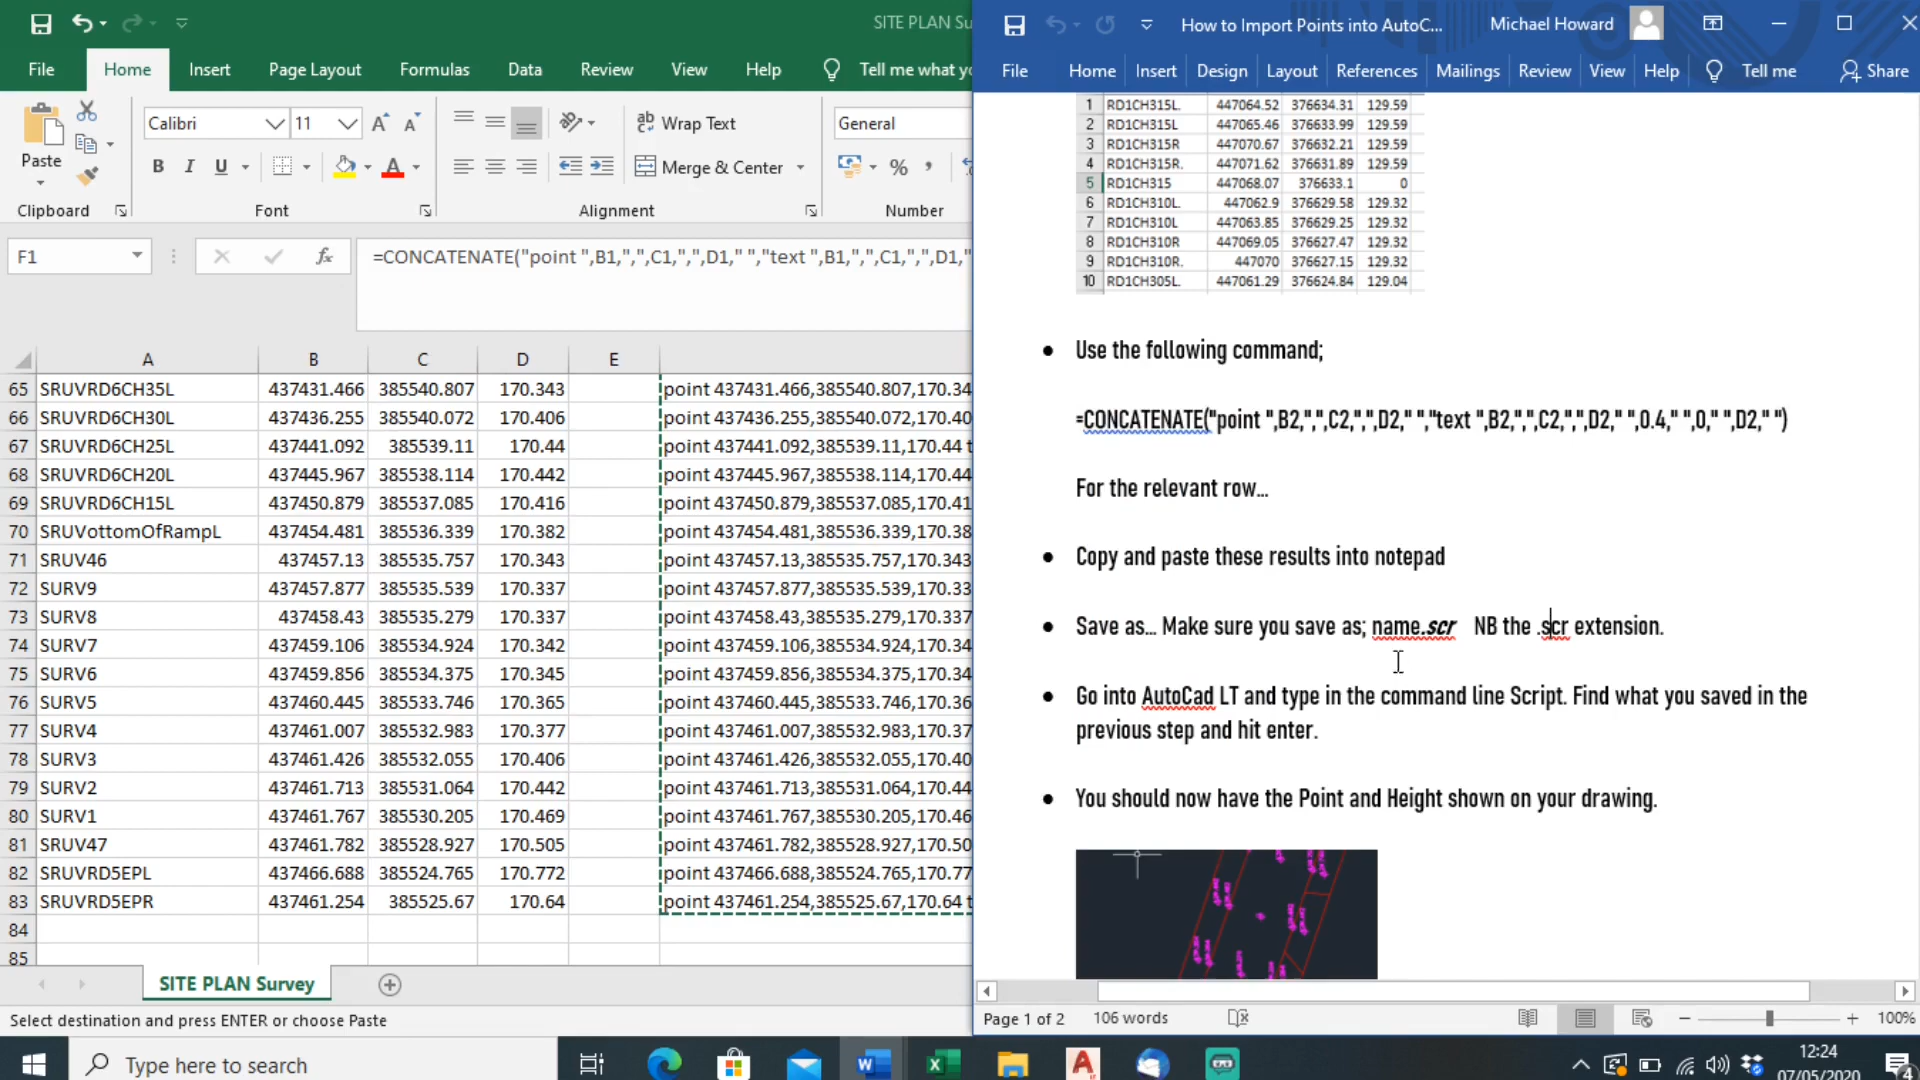 SITE PLAN Su
File Home Insert Page Layout Formulas Data Review View Help Tell me what yo
Paste
Calibri 11
Wrap Text
General
B I U
Merge & Center
%
Clipboard Font Alignment Number
F1 fx =CONCATENATE("point ",B1,",",C1,",",D1," ","text ",B1,",",C1,",",D1,"
A B C D E
65 SRUVRD6CH35L 437431.466 385540.807 170.343 point 437431.466,385540.807,170.34
66 SRUVRD6CH30L 437436.255 385540.072 170.406 point 437436.255,385540.072,170.40
67 SRUVRD6CH25L 437441.092 385539.11 170.44 point 437441.092,385539.11,170.44 t
68 SRUVRD6CH20L 437445.967 385538.114 170.442 point 437445.967,385538.114,170.44
69 SRUVRD6CH15L 437450.879 385537.085 170.416 point 437450.879,385537.085,170.41
70 SRUVottomOfRampL 437454.481 385536.339 170.382 point 437454.481,385536.339,170.38
71 SRUV46 437457.13 385535.757 170.343 point 437457.13,385535.757,170.343
72 SURV9 437457.877 385535.539 170.337 point 437457.877,385535.539,170.33
73 SURV8 437458.43 385535.279 170.337 point 437458.43,385535.279,170.337
74 SURV7 437459.106 385534.924 170.342 point 437459.106,385534.924,170.34
75 SURV6 437459.856 385534.375 170.345 point 437459.856,385534.375,170.34
76 SURV5 437460.445 385533.746 170.365 point 437460.445,385533.746,170.36
77 SURV4 437461.007 385532.983 170.377 point 437461.007,385532.983,170.37
78 SURV3 437461.426 385532.055 170.406 point 437461.426,385532.055,170.40
79 SURV2 437461.713 385531.064 170.442 point 437461.713,385531.064,170.44
80 SURV1 437461.767 385530.205 170.469 point 437461.767,385530.205,170.46
81 SRUV47 437461.782 385528.927 170.505 point 437461.782,385528.927,170.50
82 SRUVRD5EPL 437466.688 385524.765 170.772 point 437466.688,385524.765,170.77
83 SRUVRD5EPR 437461.254 385525.67 170.64 point 437461.254,385525.67,170.64 t
84
85
SITE PLAN Survey
Select destination and press ENTER or choose Paste
How to Import Points into AutoC... Michael Howard
File Home Insert Design Layout References Mailings Review View Help Tell me Share
1 RD1CH315L. 447064.52 376634.31 129.59
2 RD1CH315L 447065.46 376633.99 129.59
3 RD1CH315R 447070.67 376632.21 129.59
4 RD1CH315R. 447071.62 376631.89 129.59
5 RD1CH315 447068.07 376633.1 0
6 RD1CH310L. 447062.9 376629.58 129.32
7 RD1CH310L 447063.85 376629.25 129.32
8 RD1CH310R 447069.05 376627.47 129.32
9 RD1CH310R. 447070 376627.15 129.32
10 RD1CH305L. 447061.29 376624.84 129.04
• Use the following command;
=CONCATENATE("point ",B2,",",C2,",",D2," ","text ",B2,",",C2,",",D2," ",0.4," ",0," ",D2," ")
For the relevant row...
• Copy and paste these results into notepad
• Save as... Make sure you save as; name.scr NB the .scr extension.
• Go into AutoCad LT and type in the command line Script. Find what you saved in the
previous step and hit enter.
• You should now have the Point and Height shown on your drawing.
Page 1 of 2 106 words 100%
Type here to search
12:24
07/05/2020
4